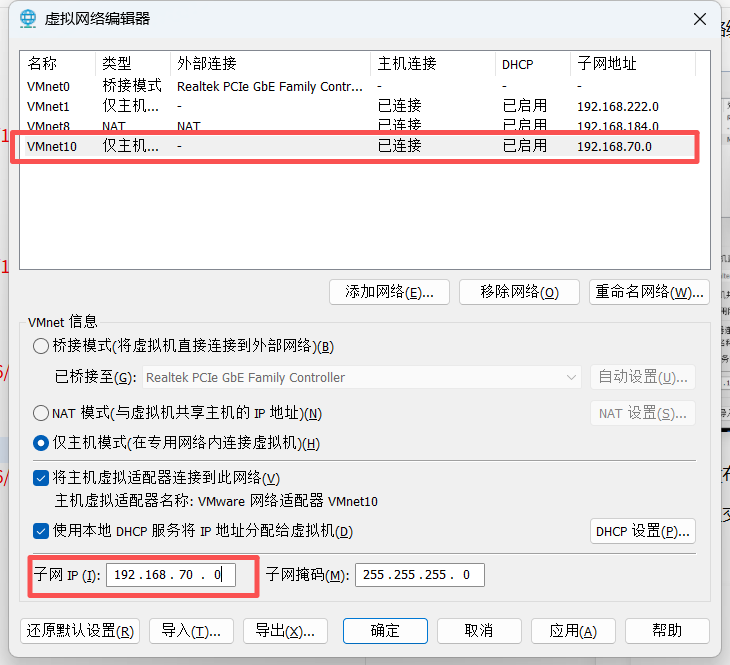 虚拟网络编辑器
名称 类型 外部连接 主机连接 DHCP 子网地址
VMnet0 桥接模式 Realtek PCIe GbE Family Contr... - - -
VMnet1 仅主机... - 已连接 已启用 192.168.222.0
VMnet8 NAT NAT 已连接 已启用 192.168.184.0
VMnet10 仅主机... - 已连接 已启用 192.168.70.0
添加网络(E)... 移除网络(O) 重命名网络(W)...
VMnet 信息
桥接模式(将虚拟机直接连接到外部网络)(B)
已桥接至(G): Realtek PCIe GbE Family Controller 自动设置(U)...
NAT 模式(与虚拟机共享主机的 IP 地址)(N) NAT 设置(S)...
仅主机模式(在专用网络内连接虚拟机)(H)
将主机虚拟适配器连接到此网络(V)
主机虚拟适配器名称: VMware 网络适配器 VMnet10
使用本地 DHCP 服务将 IP 地址分配给虚拟机(D) DHCP 设置(P)...
子网 IP (I): 192.168.70.0 子网掩码(M): 255.255.255.0
还原默认设置(R) 导入(T)... 导出(X)... 确定 取消 应用(A) 帮助